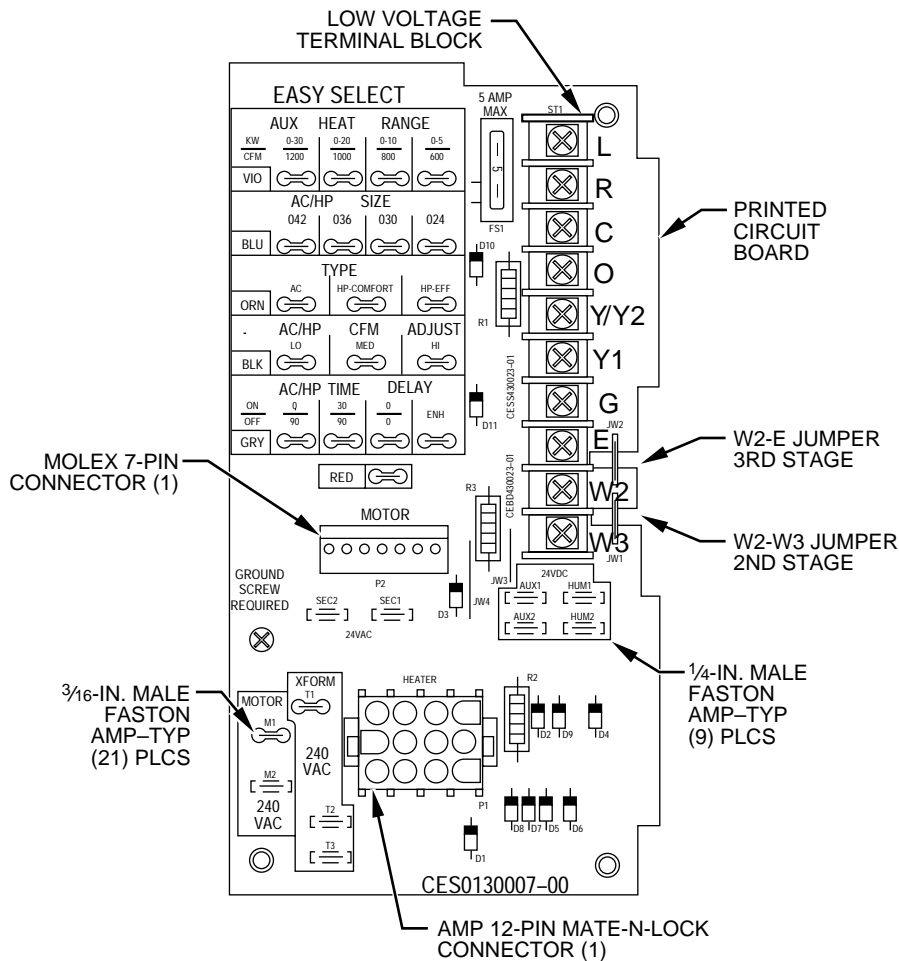 LOW VOLTAGE
TERMINAL BLOCK
EASY SELECT
AUX HEAT RANGE
KW
CFM
0-30
1200
0-20
1000
0-10
800
0-5
600
VIO
AC/HP SIZE
042 036 030 024
BLU
TYPE
AC HP-COMFORT HP-EFF
ORN
- AC/HP CFM ADJUST
LO MED HI
BLK
AC/HP TIME DELAY
ON
OFF
0
90
30
90
0
0
ENH
GRY
RED
5 AMP
MAX
5
FS1
ST1
L
R
C
O
Y/Y2
Y1
G
E
W2
W3
JW2
JW1
D10
R1
D11
CESS430023-01
CEBD430023-01
R3
PRINTED
CIRCUIT
BOARD
W2-E JUMPER
3RD STAGE
W2-W3 JUMPER
2ND STAGE
MOLEX 7-PIN
CONNECTOR (1)
MOTOR
P2
GROUND
SCREW
REQUIRED
SEC2 SEC1
24VAC
D3
JW4
JW3
24VDC
AUX1 HUM1
AUX2 HUM2
1/4-IN. MALE
FASTON
AMP–TYP
(9) PLCS
3/16-IN. MALE
FASTON
AMP–TYP
(21) PLCS
MOTOR
M1
M2
240
VAC
XFORM
T1
240
VAC
T2
T3
HEATER
P1
R2
D2 D9 D4
D8 D7 D5 D6
D1
CES0130007–00
AMP 12-PIN MATE-N-LOCK
CONNECTOR (1)